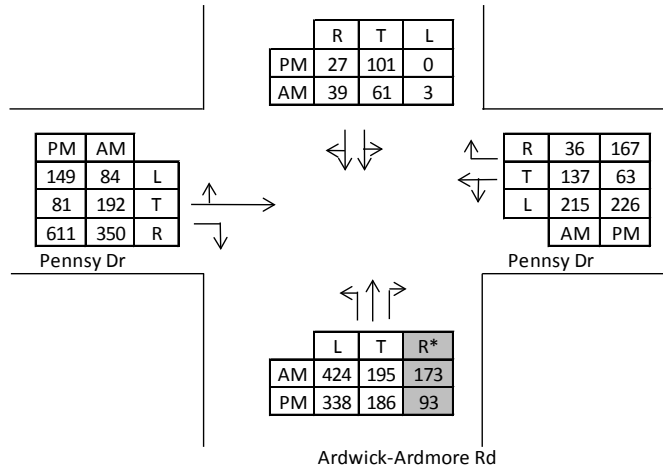 R T L
PM 27 101 0
AM 39 61 3
PM AM
149 84 L
81 192 T
611 350 R
Pennsy Dr
R 36 167
T 137 63
L 215 226
AM PM
Pennsy Dr
L T R*
AM 424 195 173
PM 338 186 93
Ardwick-Ardmore Rd